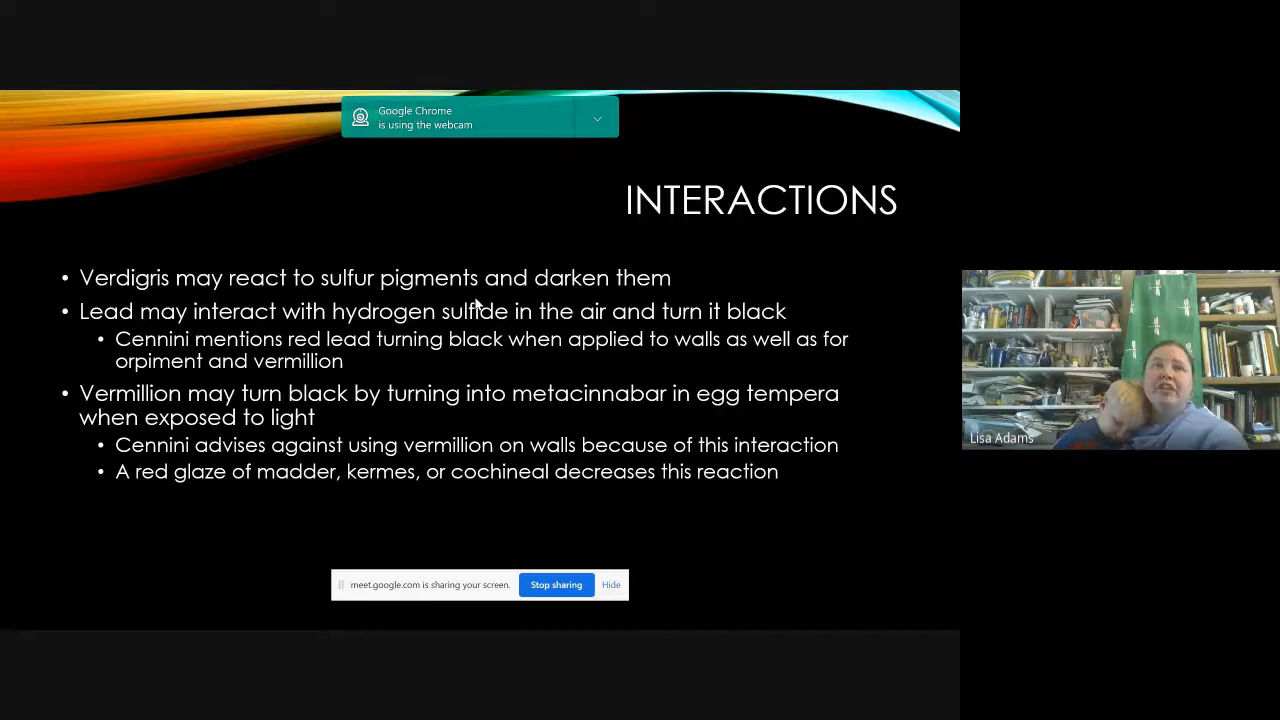 Google Chrome
is using the webcam
INTERACTIONS
• Verdigris may react to sulfur pigments and darken them
• Lead may interact with hydrogen sulfide in the air and turn it black
• Cennini mentions red lead turning black when applied to walls as well as for
orpiment and vermillion
• Vermillion may turn black by turning into metacinnabar in egg tempera
when exposed to light
• Cennini advises against using vermillion on walls because of this interaction
• A red glaze of madder, kermes, or cochineal decreases this reaction
Lisa Adams
meet.google.com is sharing your screen. Stop sharing Hide